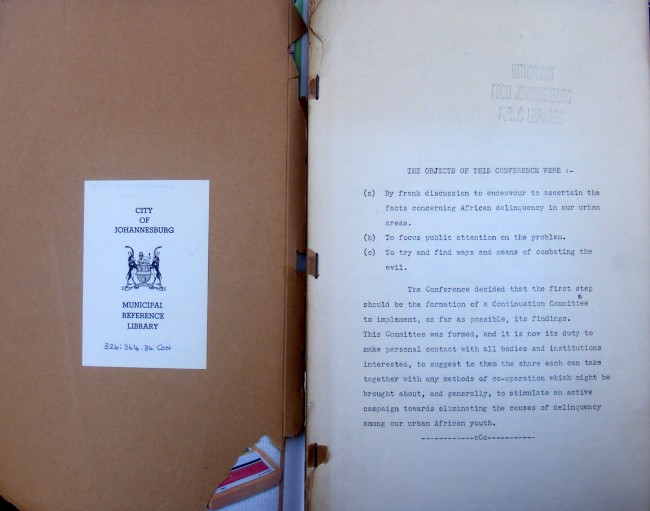 CITY
OF
JOHANNESBURG
MUNICIPAL
REFERENCE
LIBRARY
326:364.36 CON
WITHDRAWN
FROM JOHANNESBURG
PUBLIC LIBRARIES
THE OBJECTS OF THIS CONFERENCE WERE :-
(a) By frank discussion to endeavour to ascertain the
facts concerning African delinquency in our urban
areas.
(b) To focus public attention on the problem.
(c) To try and find ways and means of combating the
evil.
The Conference decided that the first step
should be the formation of a Continuation Committee
to implement, as far as possible, its findings.
This Committee was formed, and it is now its duty to
make personal contact with all bodies and institutions
interested, to suggest to them the share each can take
together with any methods of co-operation which might be
brought about, and generally, to stimulate an active
campaign towards eliminating the causes of delinquency
among our urban African youth.
------------oOo-----------